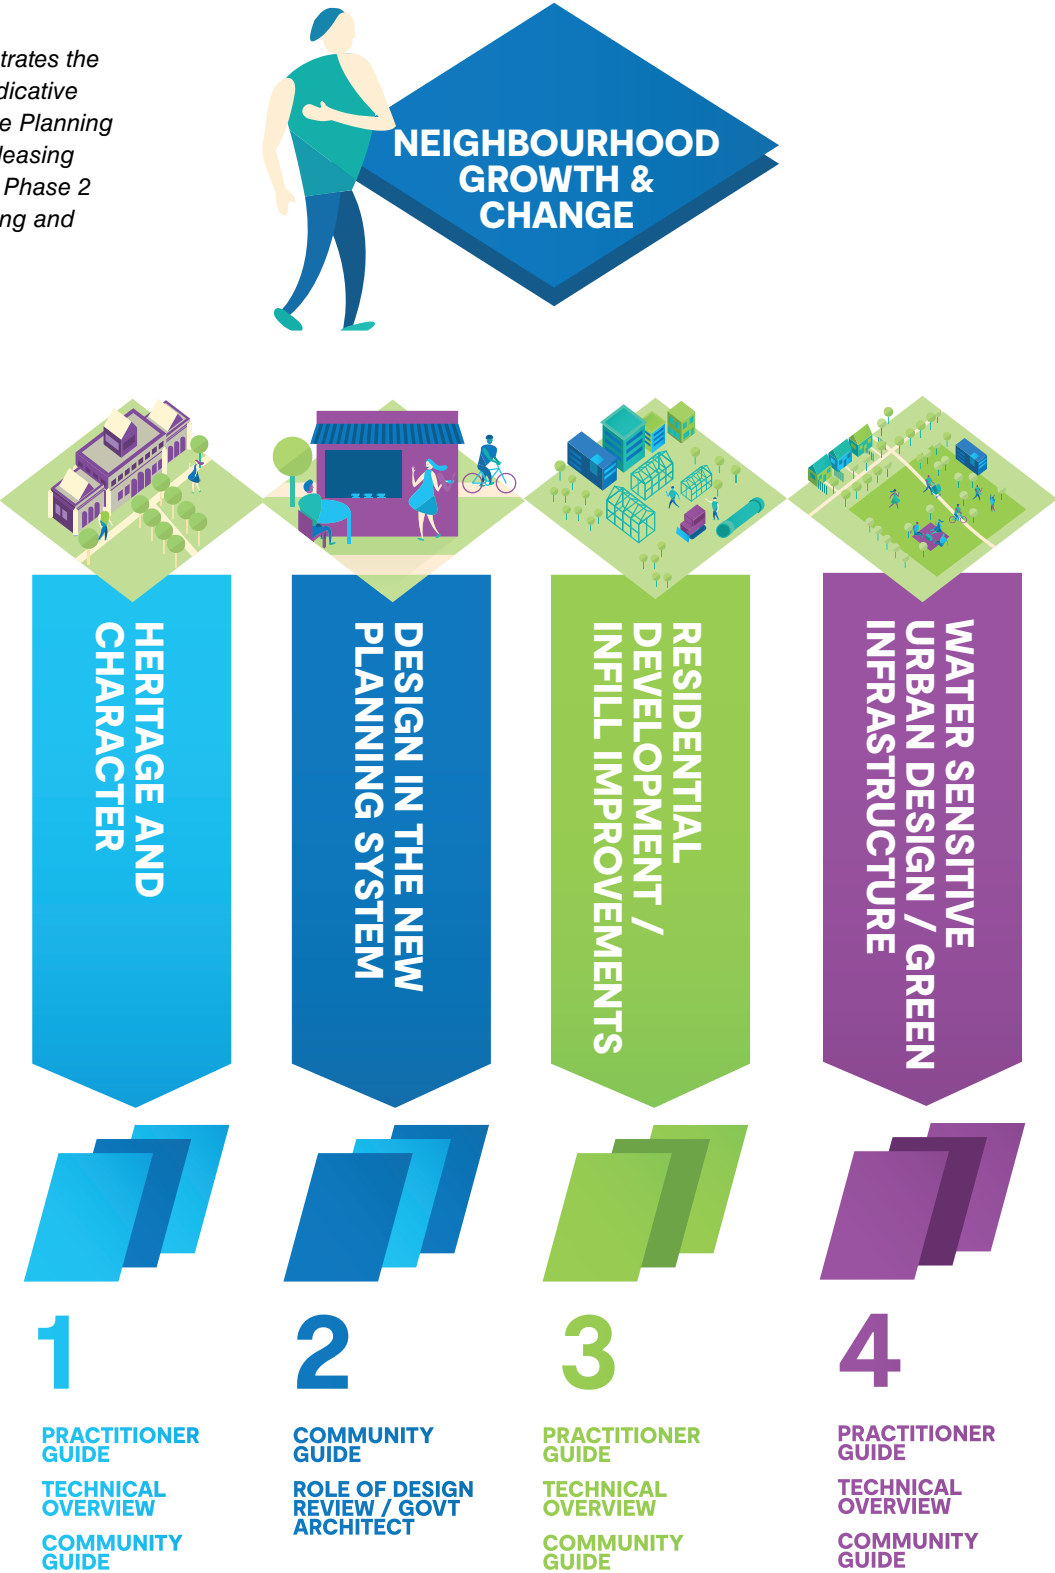 trates the
dicative
e Planning
leasing
Phase 2
ng and
NEIGHBOURHOOD
GROWTH &
CHANGE
HERITAGE AND
CHARACTER
DESIGN IN THE NEW
PLANNING SYSTEM
RESIDENTIAL
DEVELOPMENT /
INFILL IMPROVEMENTS
WATER SENSITIVE
URBAN DESIGN / GREEN
INFRASTRUCTURE
1
PRACTITIONER
GUIDE
TECHNICAL
OVERVIEW
COMMUNITY
GUIDE
2
COMMUNITY
GUIDE
ROLE OF DESIGN
REVIEW / GOVT
ARCHITECT
3
PRACTITIONER
GUIDE
TECHNICAL
OVERVIEW
COMMUNITY
GUIDE
4
PRACTITIONER
GUIDE
TECHNICAL
OVERVIEW
COMMUNITY
GUIDE